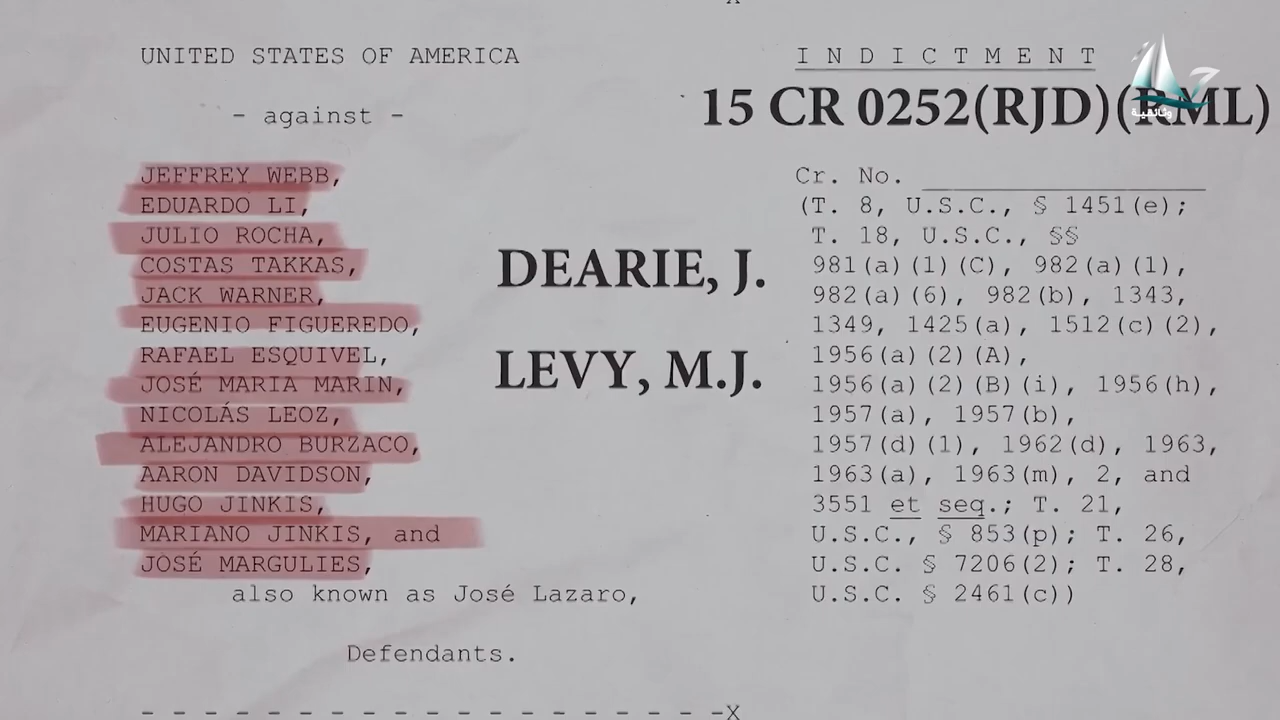 UNITED STATES OF AMERICA
- against -
JEFFREY WEBB,
EDUARDO LI,
JULIO ROCHA,
COSTAS TAKKAS,
JACK WARNER,
EUGENIO FIGUEREDO,
RAFAEL ESQUIVEL,
JOSÉ MARIA MARIN,
NICOLÁS LEOZ,
ALEJANDRO BURZACO,
AARON DAVIDSON,
HUGO JINKIS,
MARIANO JINKIS, and
JOSÉ MARGULIES,
also known as José Lazaro,
Defendants.
- - - - - - - - - - - - - - - - - - - -X
DEARIE, J.
LEVY, M.J.
I N D I C T M E N T
15 CR 0252(RJD)(RML)
Cr. No.
(T. 8, U.S.C., § 1451(e);
T. 18, U.S.C., §§
981(a)(1)(C), 982(a)(1),
982(a)(6), 982(b), 1343,
1349, 1425(a), 1512(c)(2),
1956(a)(2)(A),
1956(a)(2)(B)(i), 1956(h),
1957(a), 1957(b),
1957(d)(1), 1962(d), 1963,
1963(a), 1963(m), 2, and
3551 et seq.; T. 21,
U.S.C., § 853(p); T. 26,
U.S.C. § 7206(2); T. 28,
U.S.C. § 2461(c))
وثائقية